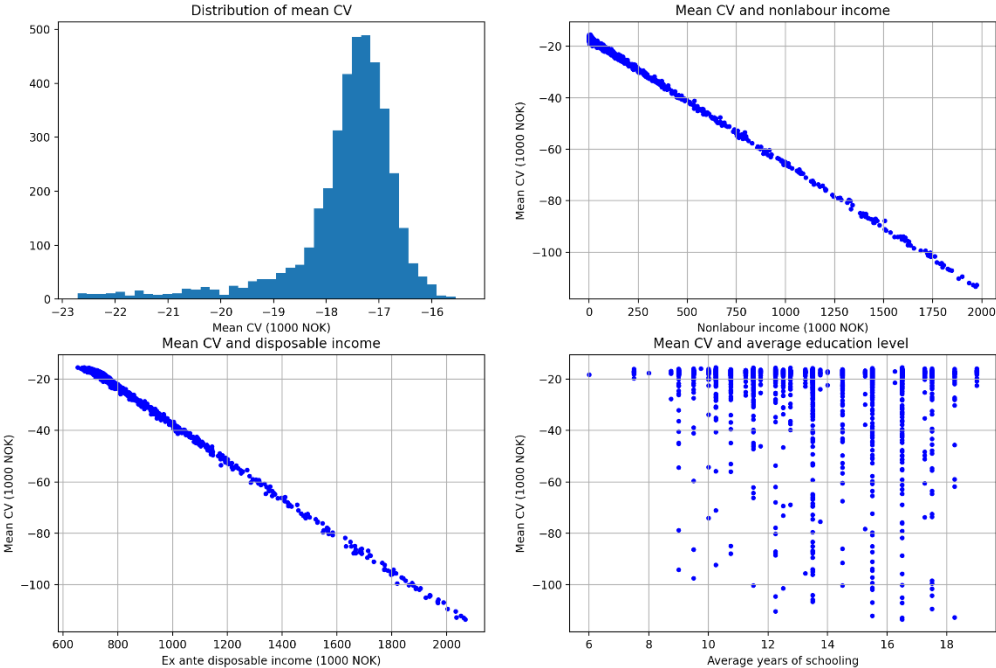 Distribution of mean CV
500
400
300
200
100
0
−23 −22 −21 −20 −19 −18 −17 −16
Mean CV (1000 NOK)
Mean CV and nonlabour income
Mean CV (1000 NOK)
−20
−40
−60
−80
−100
0 250 500 750 1000 1250 1500 1750 2000
Nonlabour income (1000 NOK)
Mean CV and disposable income
Mean CV (1000 NOK)
−20
−40
−60
−80
−100
600 800 1000 1200 1400 1600 1800 2000
Ex ante disposable income (1000 NOK)
Mean CV and average education level
Mean CV (1000 NOK)
−20
−40
−60
−80
−100
6 8 10 12 14 16 18
Average years of schooling